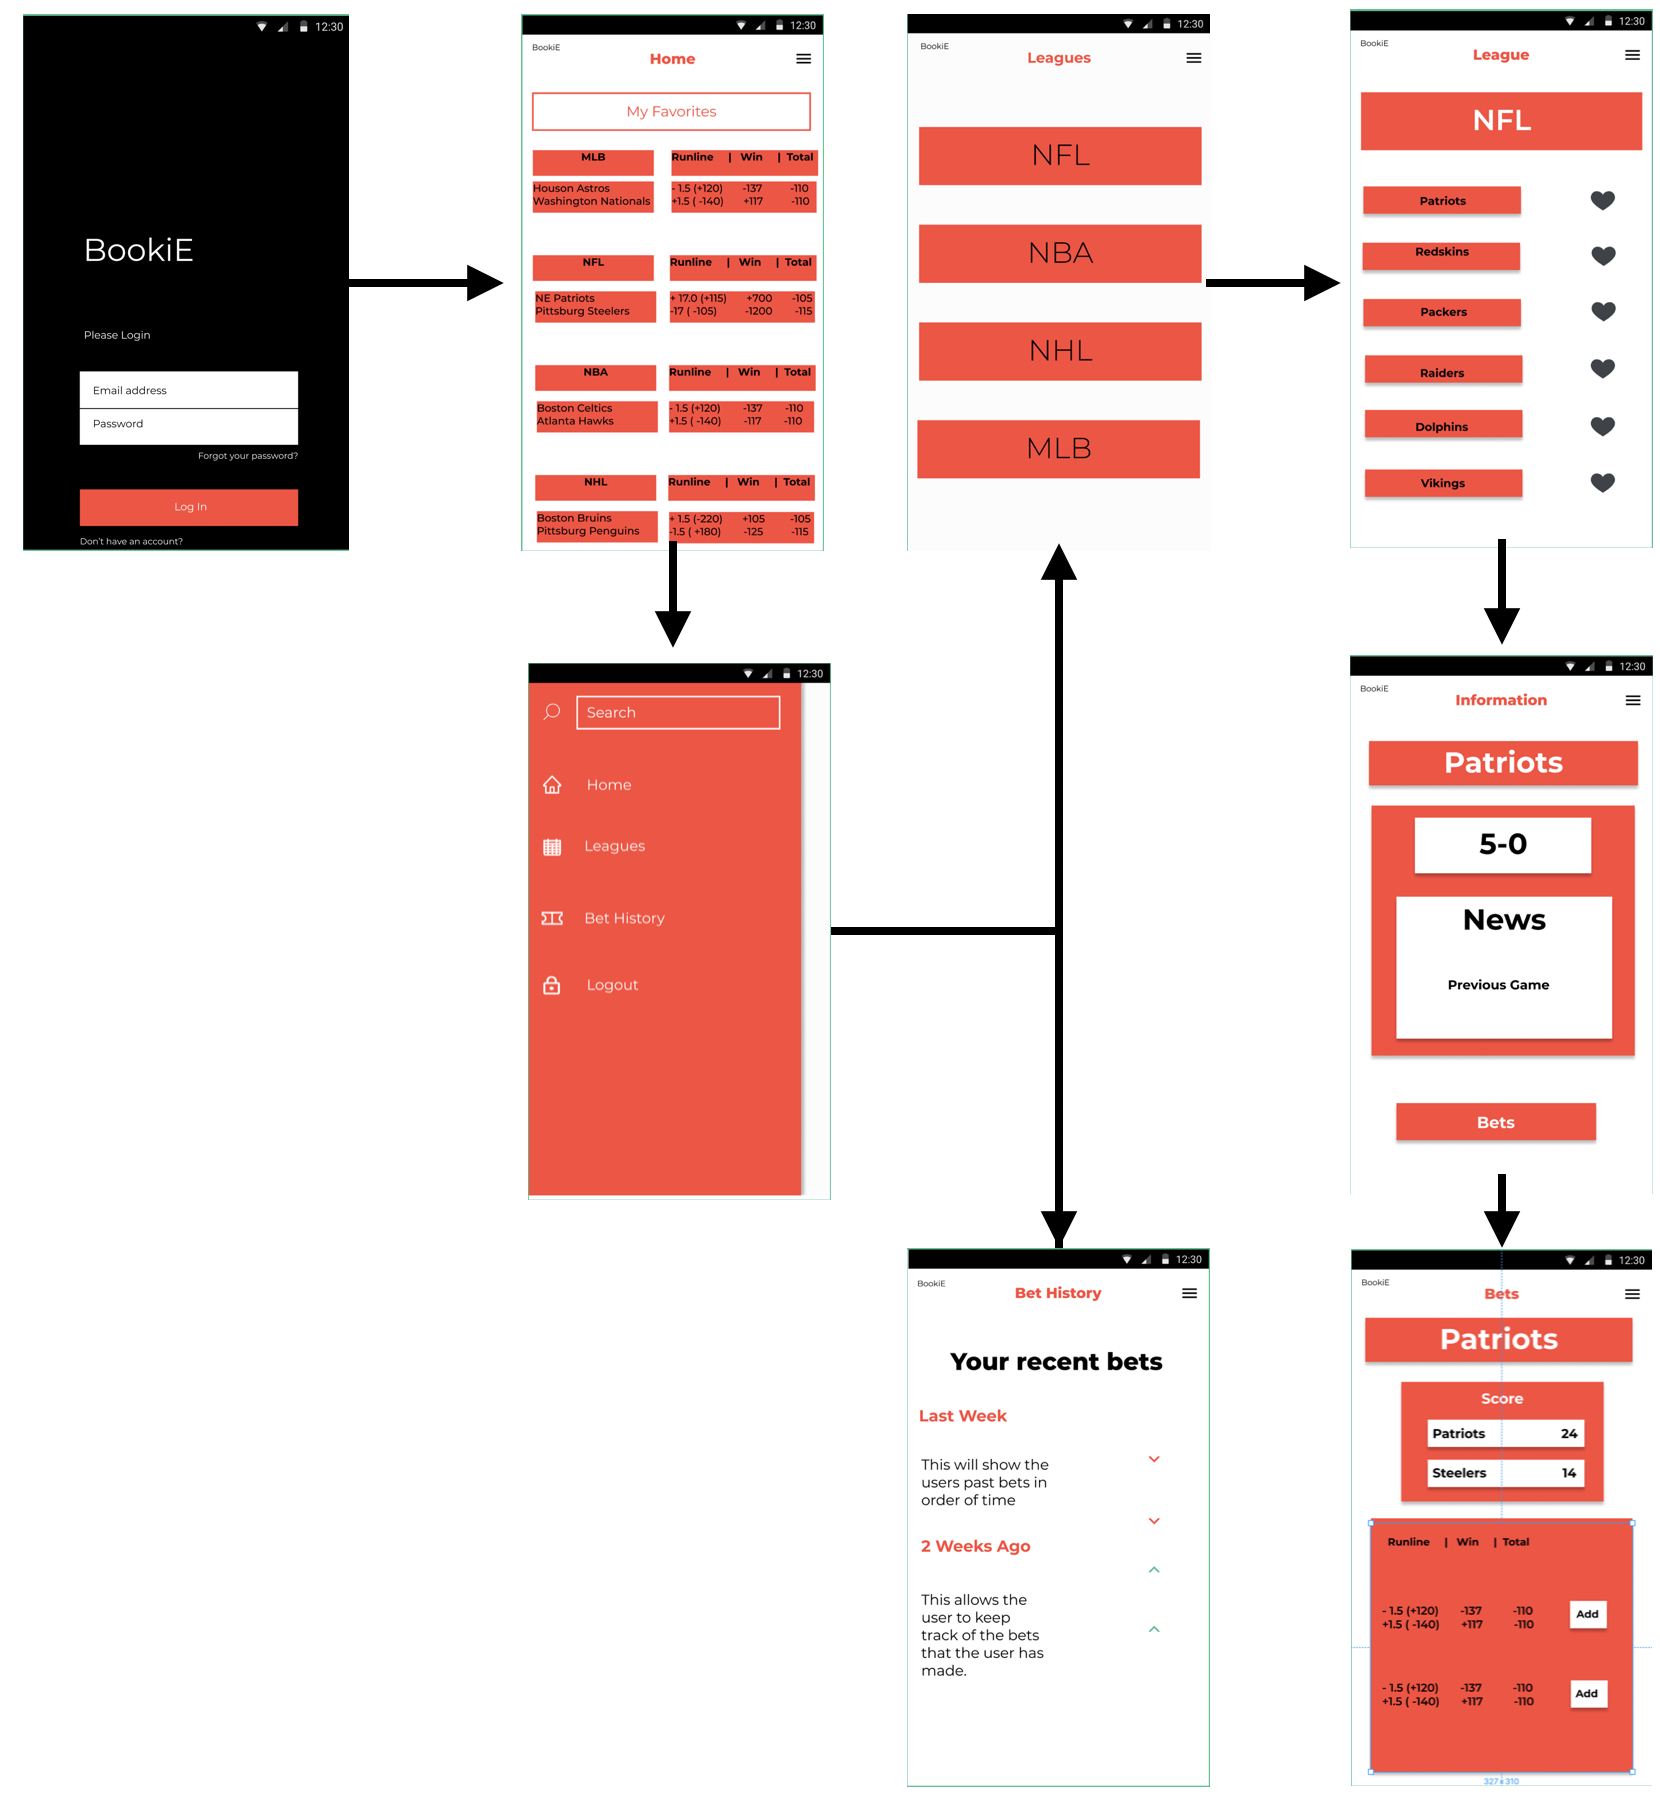 12:30
BookiE
Please Login
Email address
Password
Forgot your password?
Log In
Don't have an account?
12:30
BookiE
Home
My Favorites
MLB Runline | Win | Total
Houson Astros - 1.5 (+120) -137 -110
Washington Nationals +1.5 ( -140) +117 -110
NFL Runline | Win | Total
NE Patriots + 17.0 (+115) +700 -105
Pittsburg Steelers -17 ( -105) -1200 -115
NBA Runline | Win | Total
Boston Celtics - 1.5 (+120) -137 -110
Atlanta Hawks +1.5 ( -140) -117 -110
NHL Runline | Win | Total
Boston Bruins + 1.5 (-220) +105 -105
Pittsburg Penguins -1.5 ( +180) -125 -115
12:30
BookiE
Leagues
NFL
NBA
NHL
MLB
12:30
BookiE
League
NFL
Patriots
Redskins
Packers
Raiders
Dolphins
Vikings
12:30
Search
Home
Leagues
Bet History
Logout
12:30
BookiE
Information
Patriots
5-0
News
Previous Game
Bets
12:30
BookiE
Bet History
Your recent bets
Last Week
This will show the
users past bets in
order of time
2 Weeks Ago
This allows the
user to keep
track of the bets
that the user has
made.
12:30
BookiE
Bets
Patriots
Score
Patriots 24
Steelers 14
Runline | Win | Total
- 1.5 (+120) -137 -110
+1.5 ( -140) +117 -110
Add
- 1.5 (+120) -137 -110
+1.5 ( -140) +117 -110
Add
327 x 310